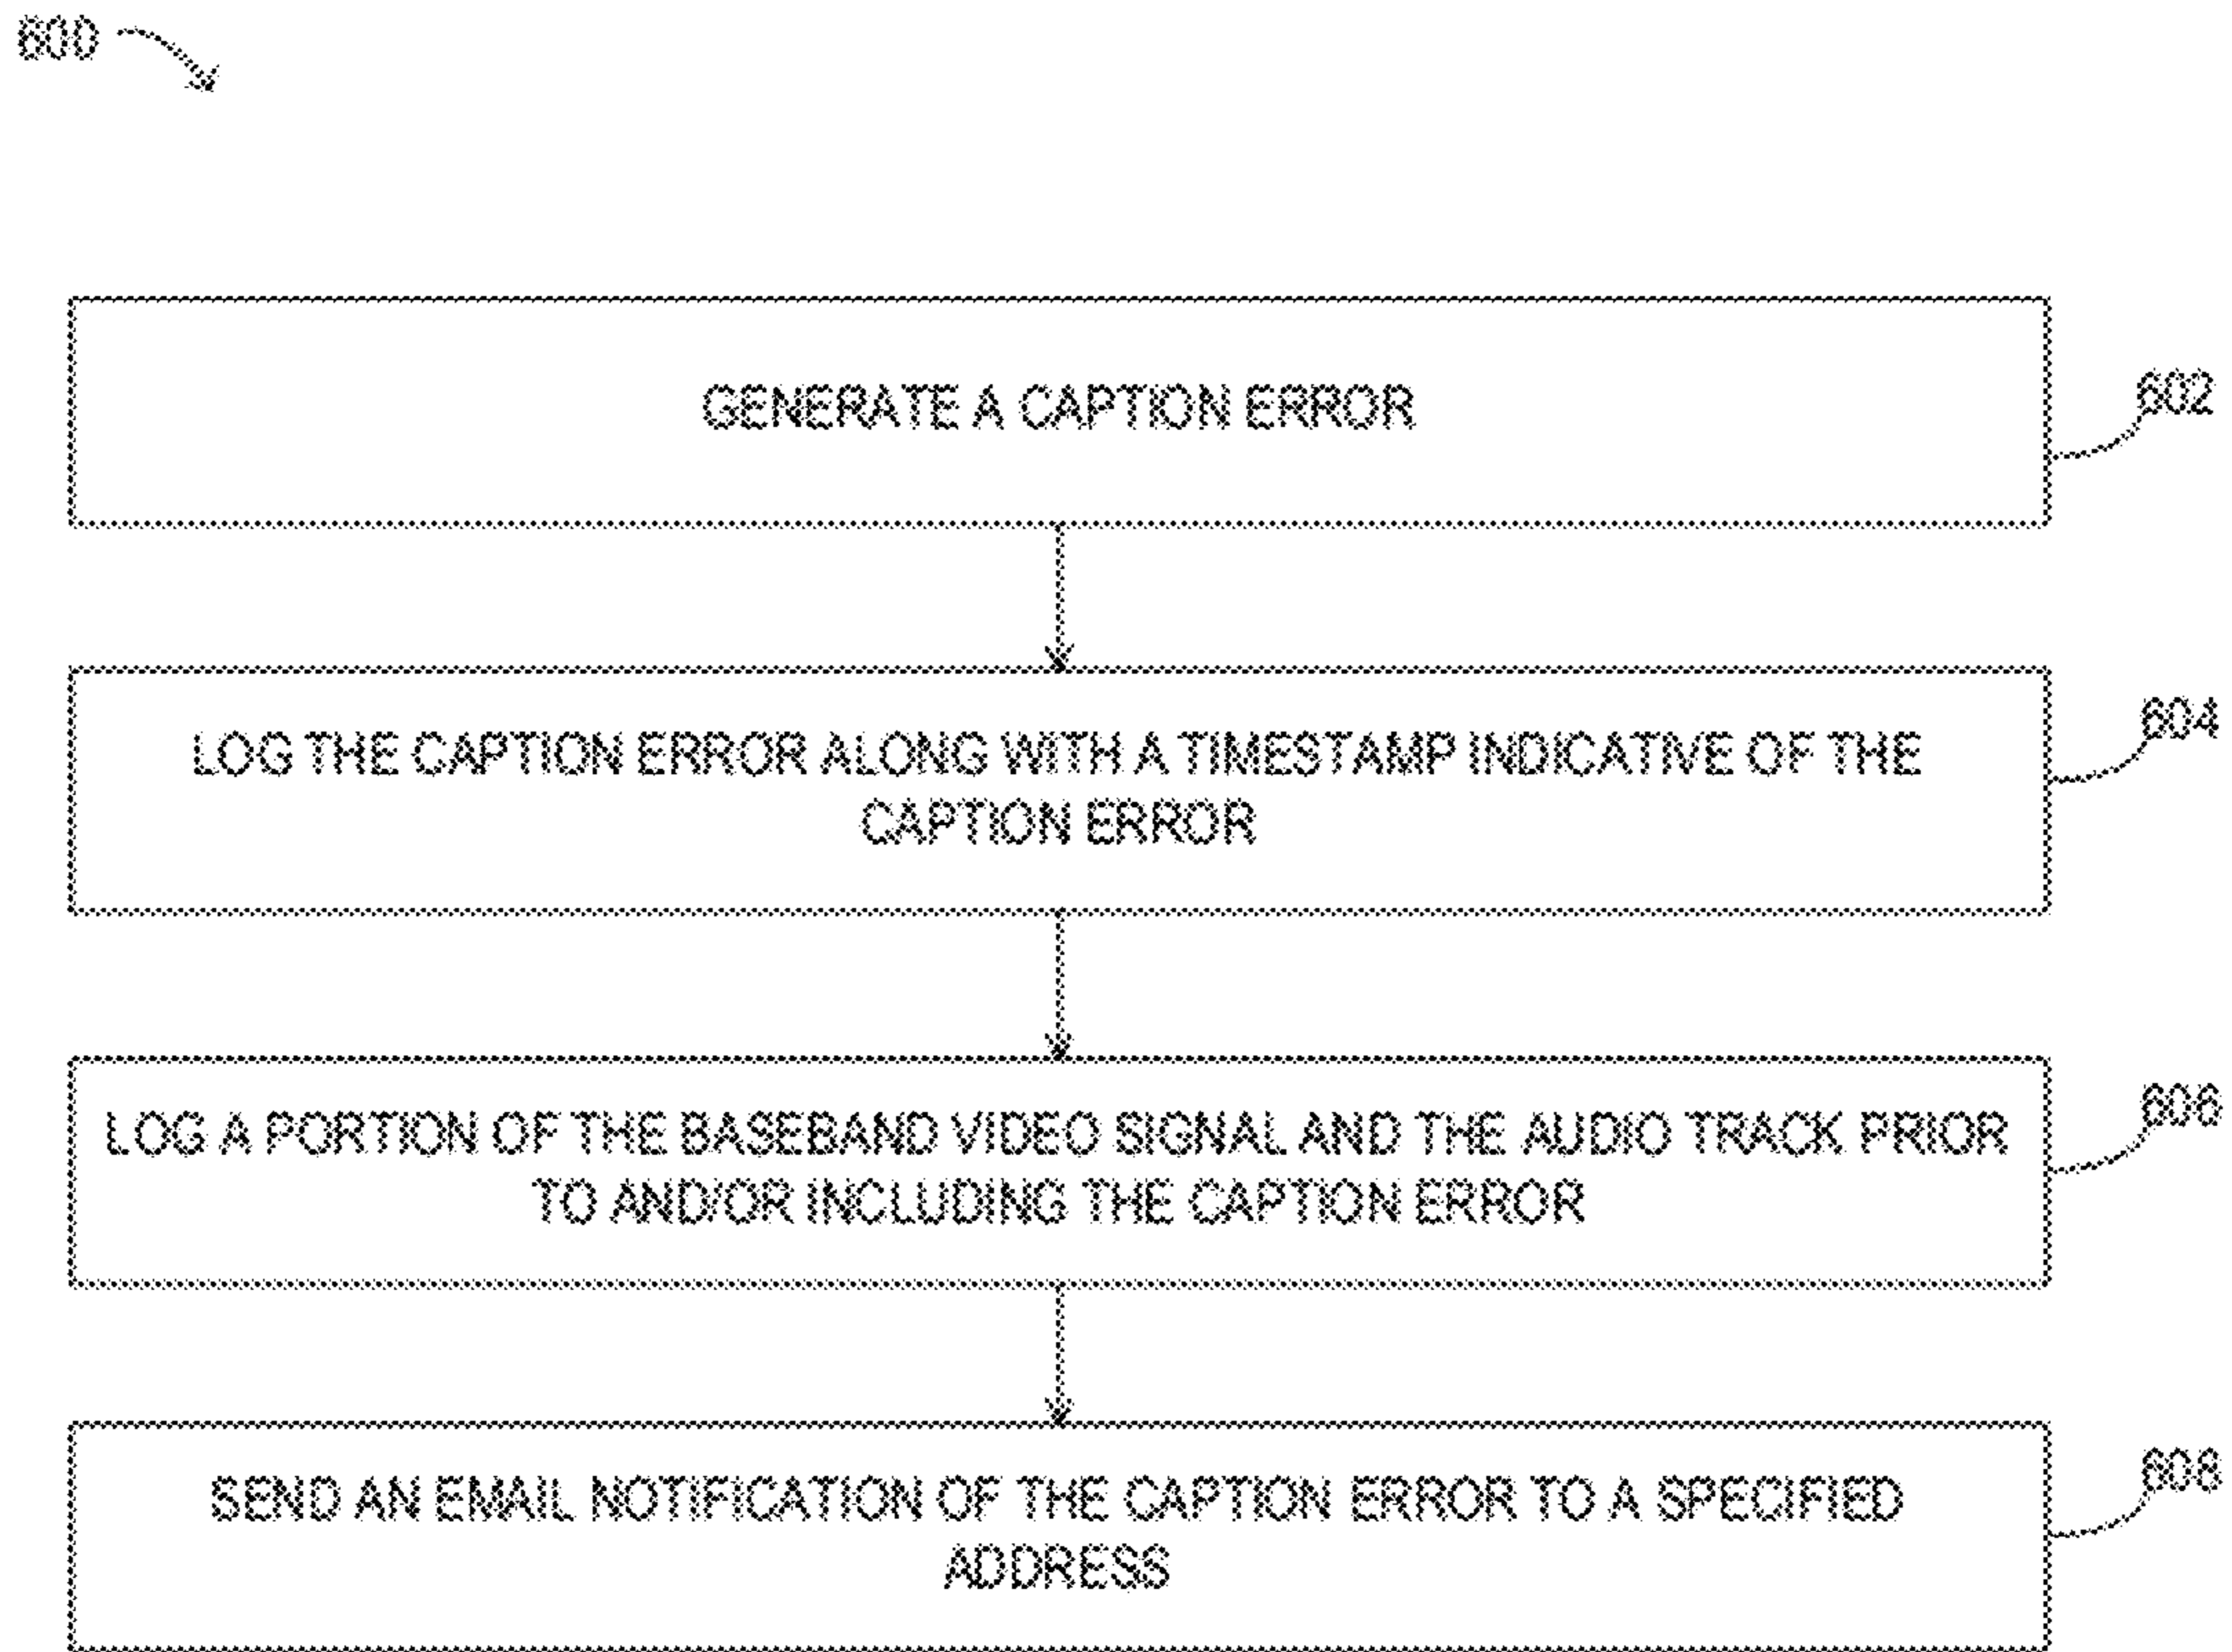 600
GENERATE A CAPTION ERROR
602
LOG THE CAPTION ERROR ALONG WITH A TIMESTAMP INDICATIVE OF THE
CAPTION ERROR
604
LOG A PORTION OF THE BASEBAND VIDEO SIGNAL AND THE AUDIO TRACK PRIOR
TO AND/OR INCLUDING THE CAPTION ERROR
606
SEND AN EMAIL NOTIFICATION OF THE CAPTION ERROR TO A SPECIFIED
ADDRESS
608